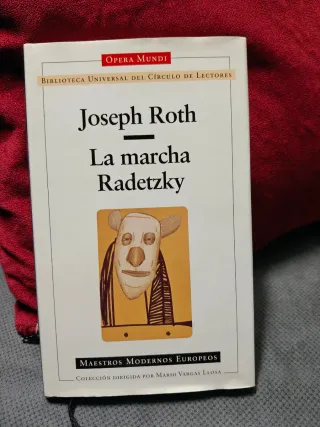 OPERA MUNDI
BIBLIOTECA UNIVERSAL DEL CÍRCULO DE LECTORES
Joseph Roth
La marcha
Radetzky
MAESTROS MODERNOS EUROPEOS
COLECCIÓN DIRIGIDA POR MARIO VARGAS LLOSA